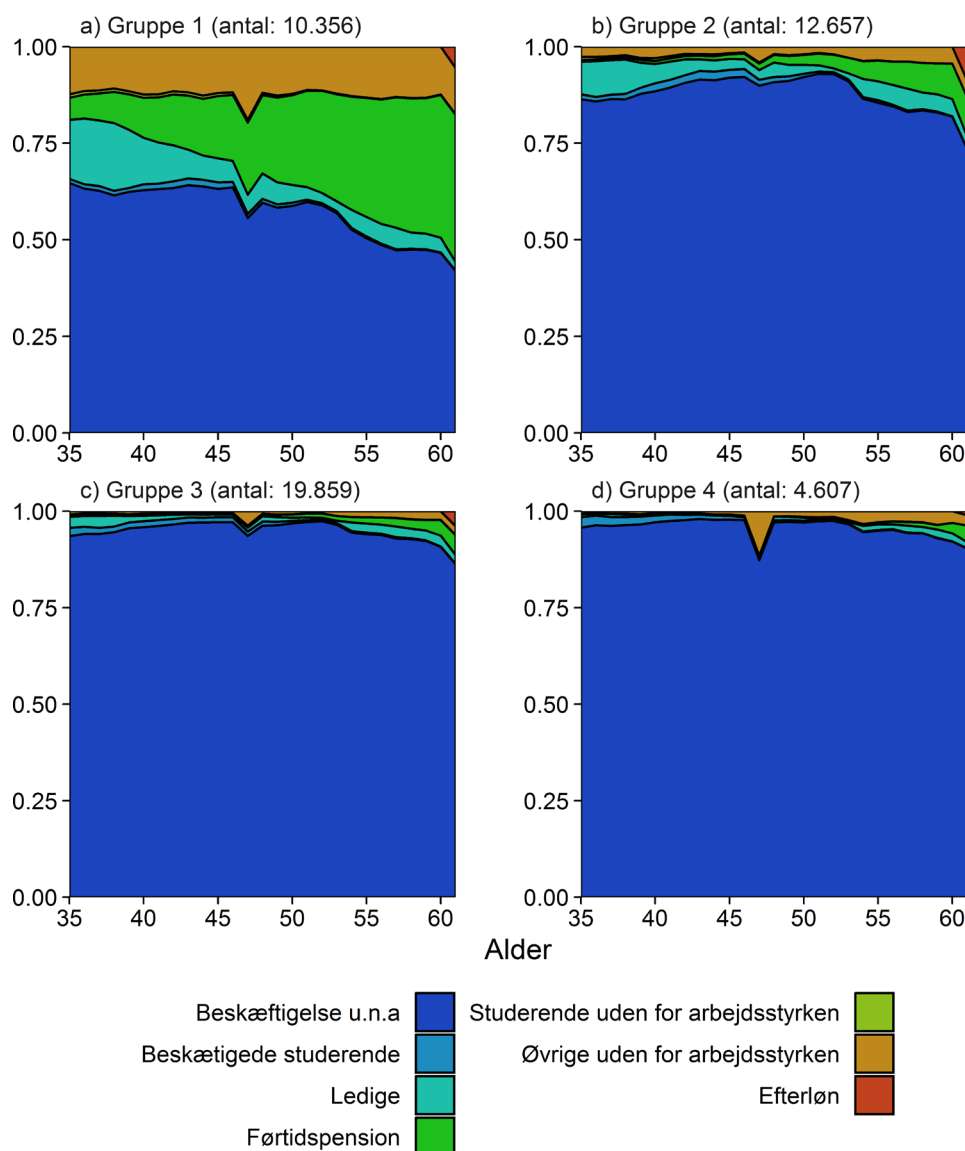 a) Gruppe 1 (antal: 10.356)
1.00
0.75
0.50
0.25
0.00
35 40 45 50 55 60
b) Gruppe 2 (antal: 12.657)
1.00
0.75
0.50
0.25
0.00
35 40 45 50 55 60
c) Gruppe 3 (antal: 19.859)
1.00
0.75
0.50
0.25
0.00
35 40 45 50 55 60
d) Gruppe 4 (antal: 4.607)
1.00
0.75
0.50
0.25
0.00
35 40 45 50 55 60
Alder
Beskæftigelse u.n.a
Beskætigede studerende
Ledige
Førtidspension
Studerende uden for arbejdsstyrken
Øvrige uden for arbejdsstyrken
Efterløn